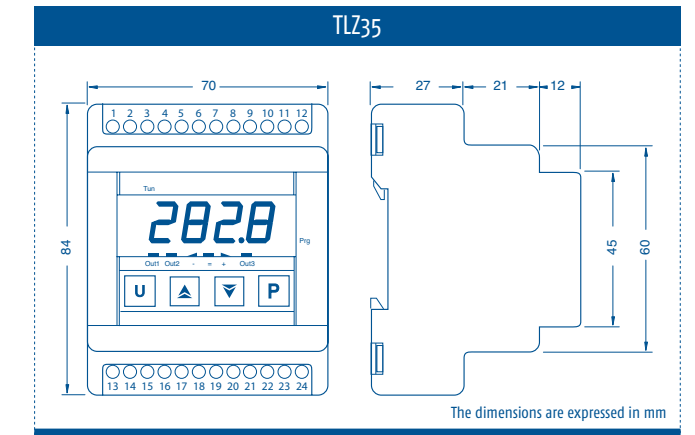 TLZ35
70
27 21 12
1 2 3 4 5 6 7 8 9 10 11 12
84
Tun
282.8
Prg
Out1 Out2 - = + Out3
U P
45
60
13 14 15 16 17 18 19 20 21 22 23 24
The dimensions are expressed in mm